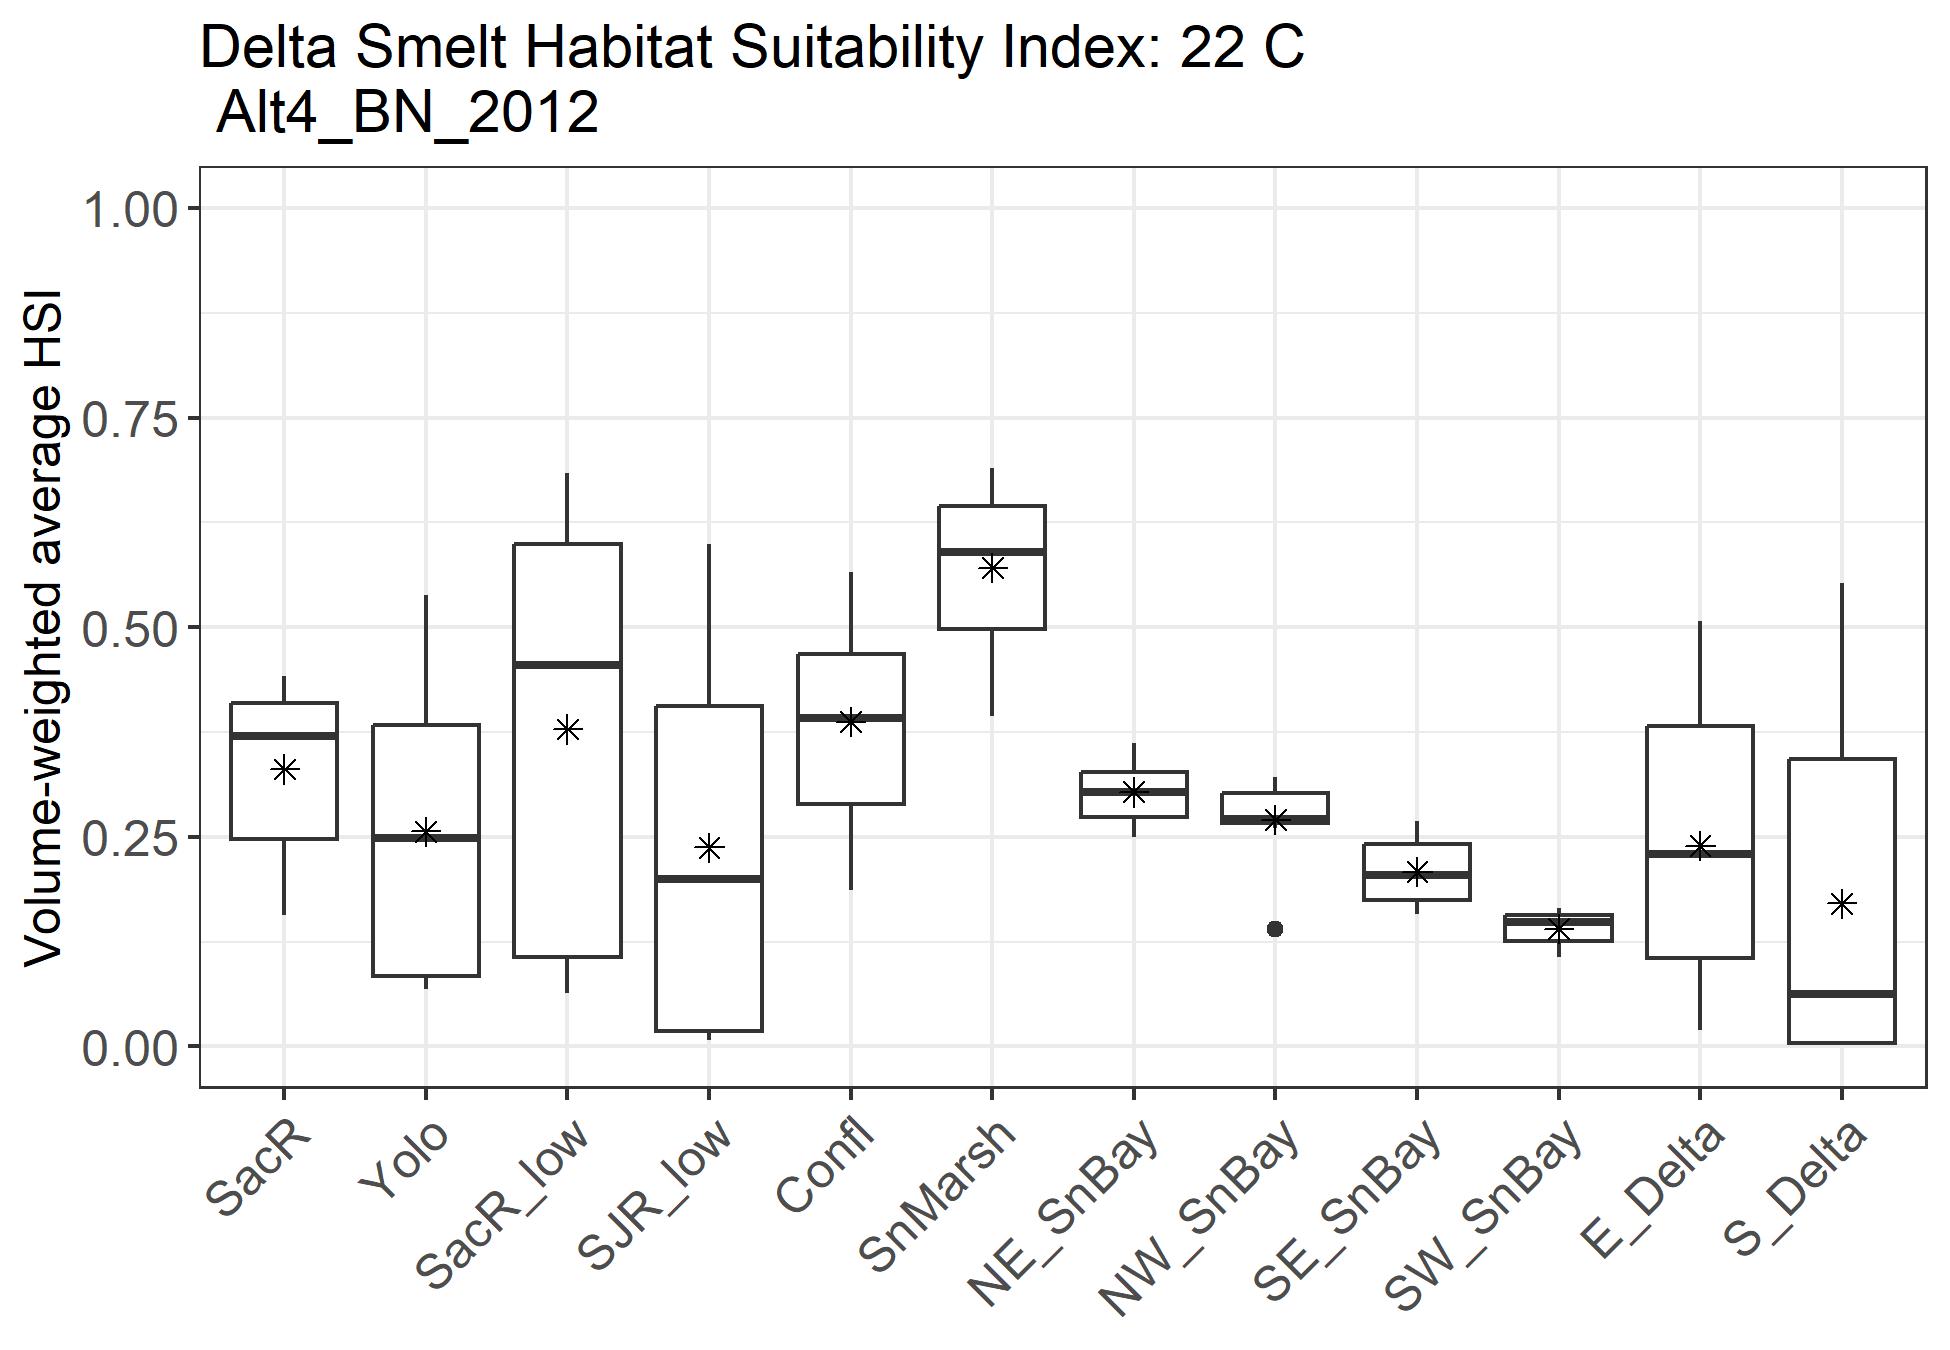 Delta Smelt Habitat Suitability Index: 22 C
Alt4_BN_2012
Volume-weighted average HSI
1.00
0.75
0.50
0.25
0.00
SacR
Yolo
SacR_low
SJR_low
Confl
SnMarsh
NE_SnBay
NW_SnBay
SE_SnBay
SW_SnBay
E_Delta
S_Delta